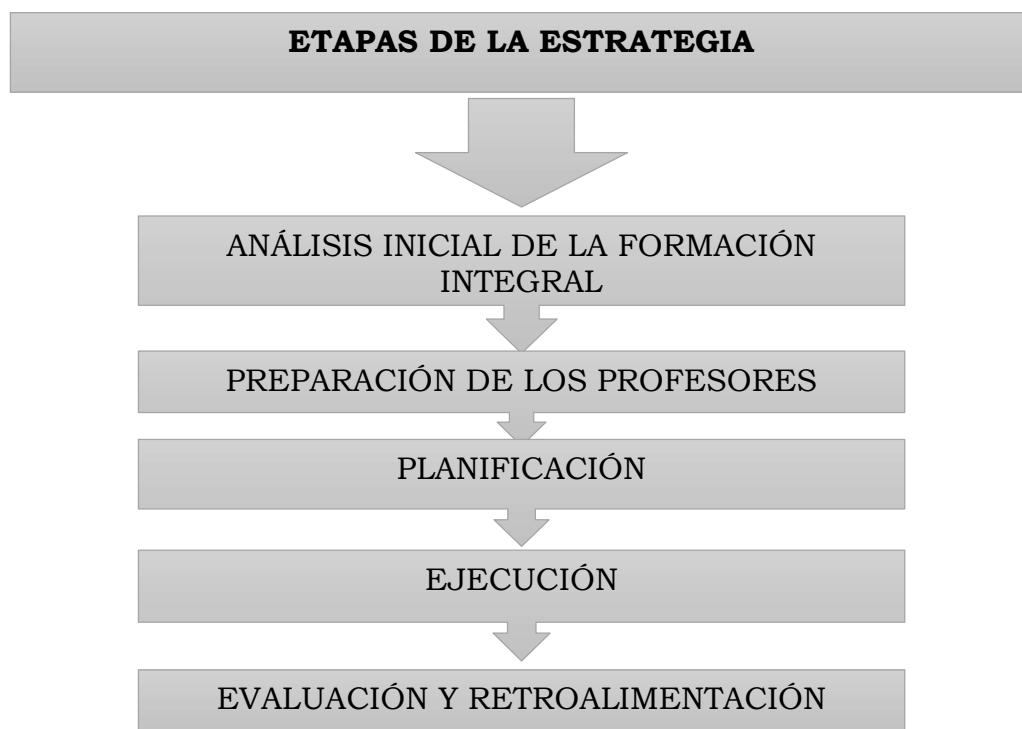 ETAPAS DE LA ESTRATEGIA
ANÁLISIS INICIAL DE LA FORMACIÓN
INTEGRAL
PREPARACIÓN DE LOS PROFESORES
PLANIFICACIÓN
EJECUCIÓN
EVALUACIÓN Y RETROALIMENTACIÓN